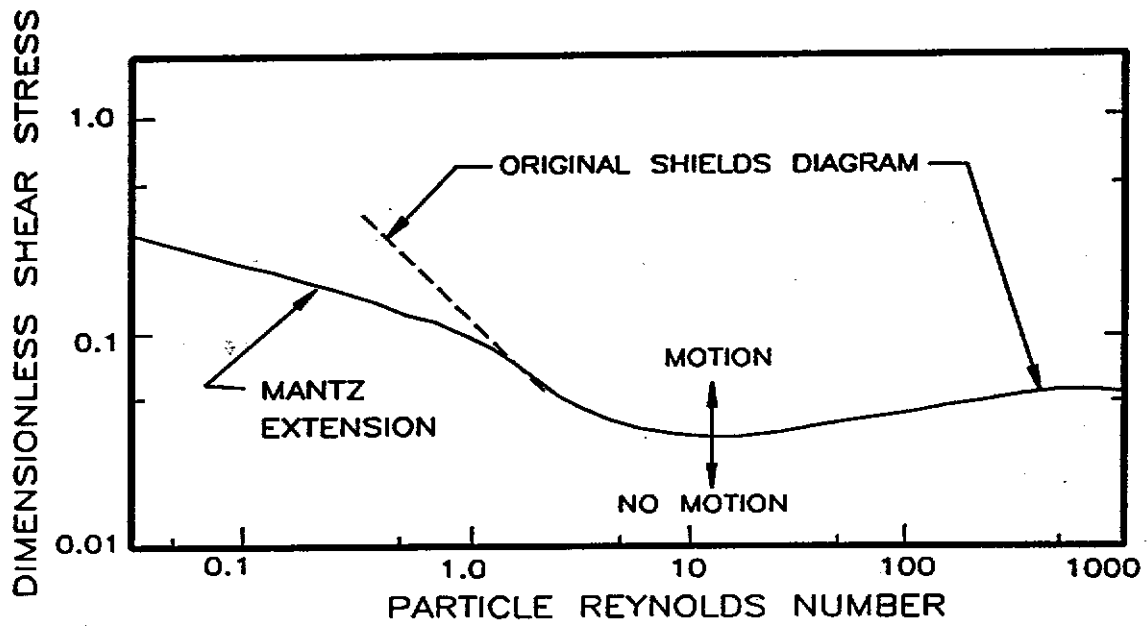 DIMENSIONLESS SHEAR STRESS
1.0
0.1
0.01
ORIGINAL SHIELDS DIAGRAM
MANTZ
EXTENSION
MOTION
NO MOTION
0.1
1.0
10
100
1000
PARTICLE REYNOLDS NUMBER